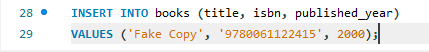 28 INSERT INTO books (title, isbn, published_year)
29 VALUES ('Fake Copy', '9780061122415', 2000);